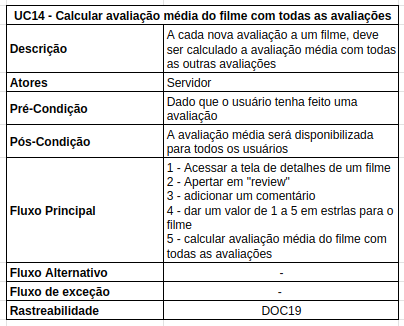 UC14 - Calcular avaliação média do filme com todas as avaliações
Descrição
A cada nova avaliação a um filme, deve
ser calculado a avaliação média com todas
as outras avaliações
Atores
Servidor
Pré-Condição
Dado que o usuário tenha feito uma
avaliação
Pós-Condição
A avaliação média será disponibilizada
para todos os usuários
Fluxo Principal
1 - Acessar a tela de detalhes de um filme
2 - Apertar em "review"
3 - adicionar um comentário
4 - dar um valor de 1 a 5 em estrlas para o
filme
5 - calcular avaliação média do filme com
todas as avaliações
Fluxo Alternativo
-
Fluxo de exceção
-
Rastreabilidade
DOC19